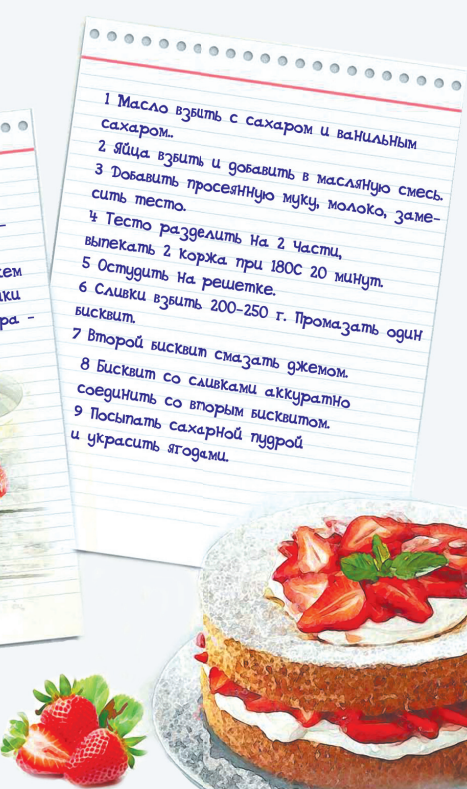 1 Масло взбить с сахаром и ванильным
сахаром..
2 Яйца взбить и добавить в масляную смесь.
3 Добавить просеянную муку, молоко, заме-
сить тесто.
4 Тесто разделить на 2 части,
выпекать 2 коржа при 180С 20 минут.
5 Остудить на решетке.
6 Сливки взбить 200-250 г. Промазать один
бисквит.
7 Второй бисквит смазать джемом.
8 Бисквит со сливками аккуратно
соединить со вторым бисквитом.
9 Посыпать сахарной пудрой
и украсить ягодами.